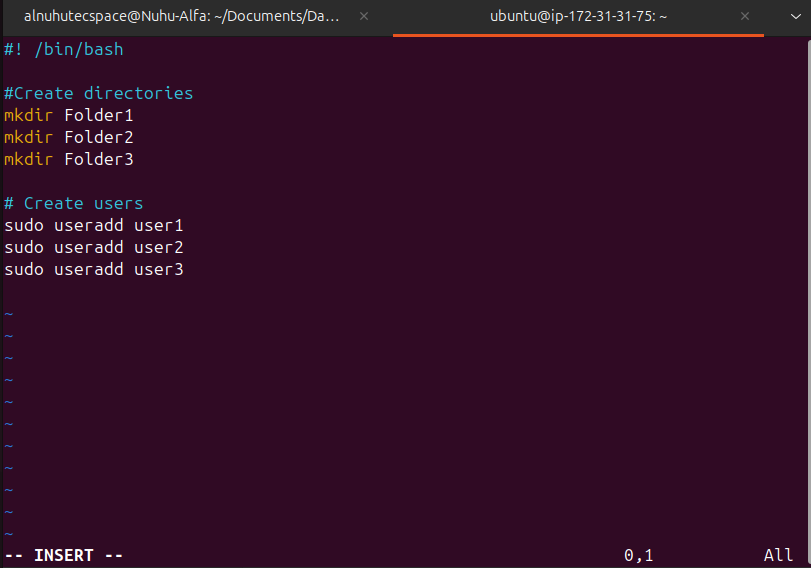 alnuhutecspace@Nuhu-Alfa: ~/Documents/Da...
ubuntu@ip-172-31-31-75: ~
#! /bin/bash
#Create directories
mkdir Folder1
mkdir Folder2
mkdir Folder3
# Create users
sudo useradd user1
sudo useradd user2
sudo useradd user3
~
~
~
~
~
~
~
~
~
~
~
-- INSERT -- 0,1 All